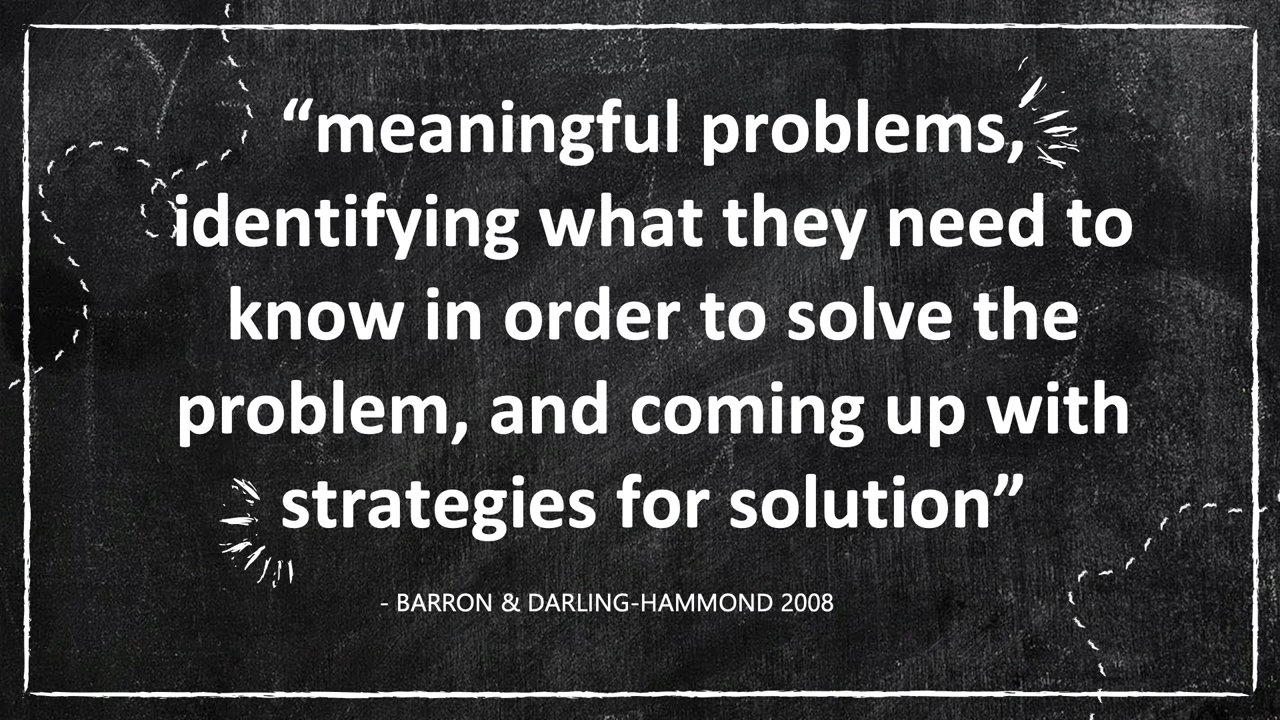 “meaningful problems,
identifying what they need to
know in order to solve the
problem, and coming up with
strategies for solution”
- BARRON & DARLING-HAMMOND 2008